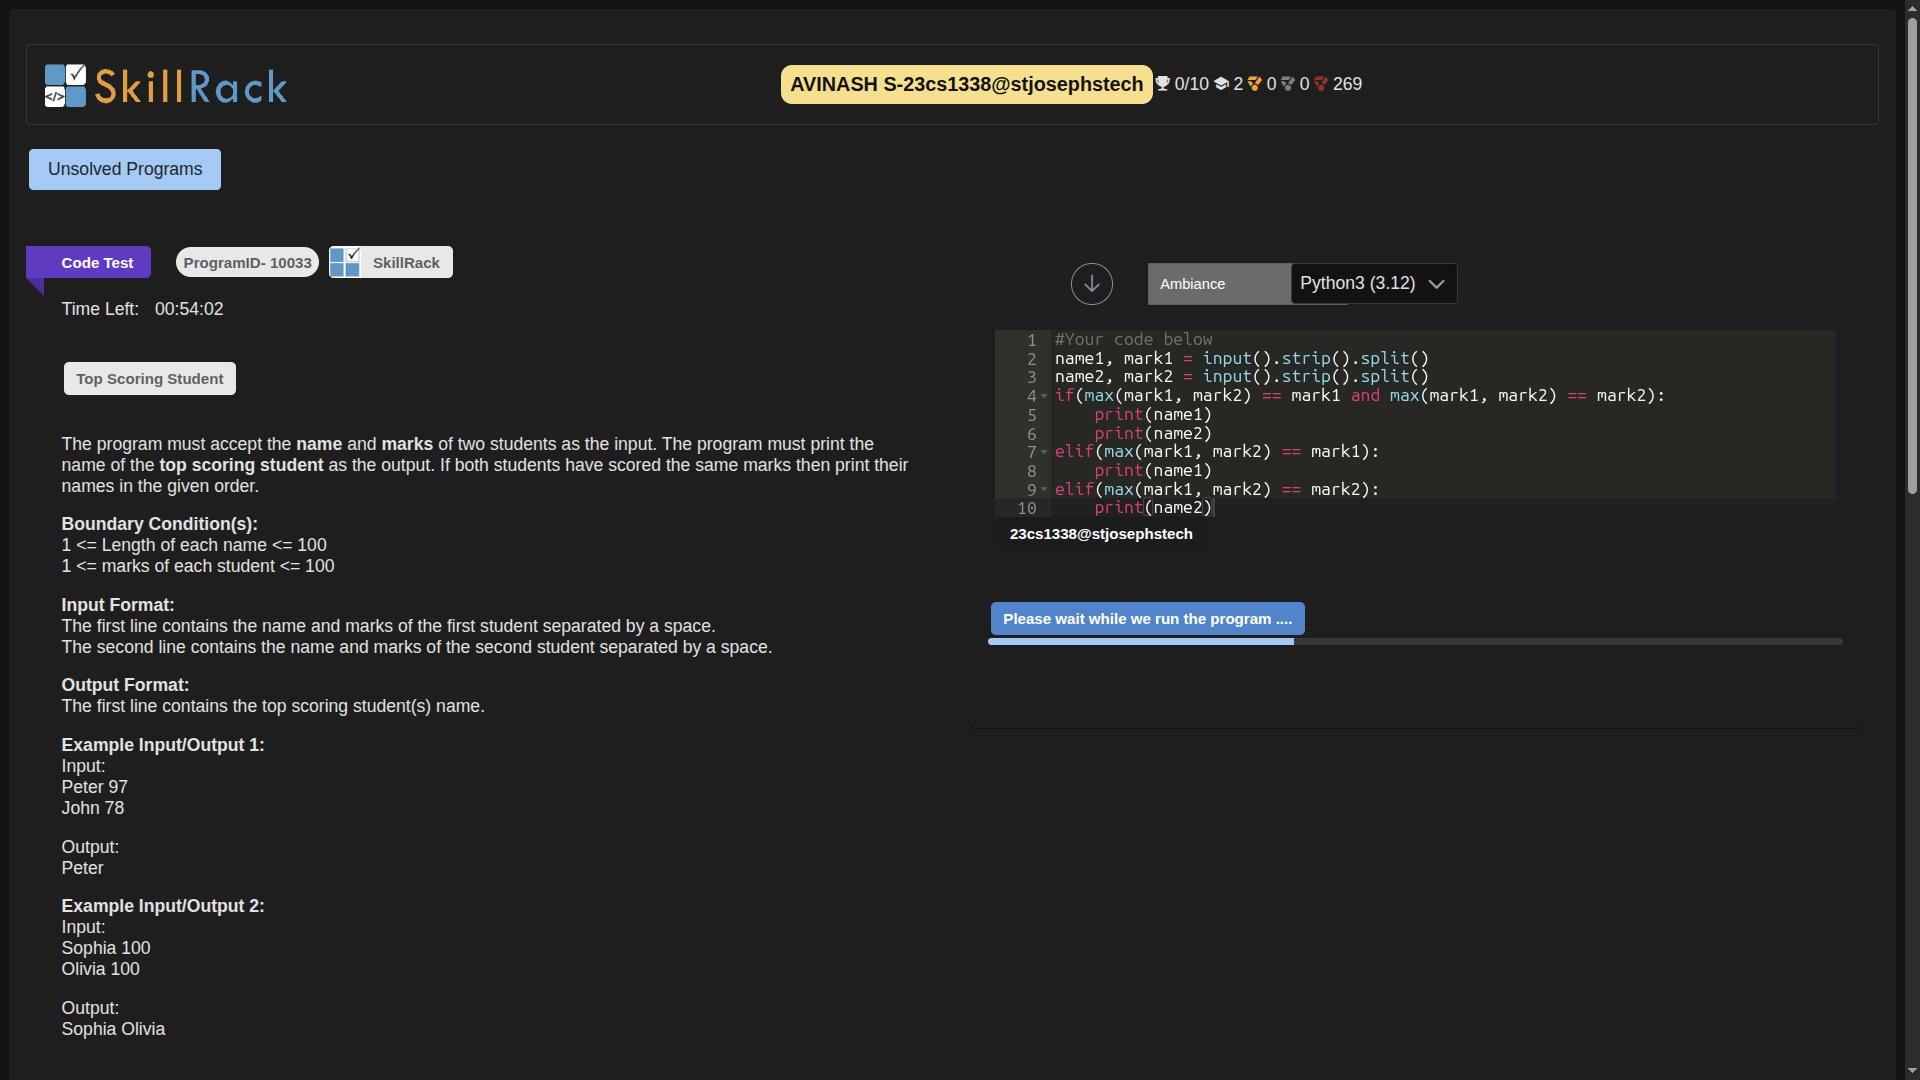 </>
SkillRack
AVINASH S-23cs1338@stjosephstech 0/10 2 0 0 269
Unsolved Programs
Code Test ProgramID- 10033 SkillRack
Time Left: 00:54:02
Top Scoring Student
The program must accept the name and marks of two students as the input. The program must print the
name of the top scoring student as the output. If both students have scored the same marks then print their
names in the given order.
Boundary Condition(s):
1 <= Length of each name <= 100
1 <= marks of each student <= 100
Input Format:
The first line contains the name and marks of the first student separated by a space.
The second line contains the name and marks of the second student separated by a space.
Output Format:
The first line contains the top scoring student(s) name.
Example Input/Output 1:
Input:
Peter 97
John 78
Output:
Peter
Example Input/Output 2:
Input:
Sophia 100
Olivia 100
Output:
Sophia Olivia
Ambiance Python3 (3.12)
1 #Your code below
2 name1, mark1 = input().strip().split()
3 name2, mark2 = input().strip().split()
4 if(max(mark1, mark2) == mark1 and max(mark1, mark2) == mark2):
5     print(name1)
6     print(name2)
7 elif(max(mark1, mark2) == mark1):
8     print(name1)
9 elif(max(mark1, mark2) == mark2):
10     print(name2)
23cs1338@stjosephstech
Please wait while we run the program ....